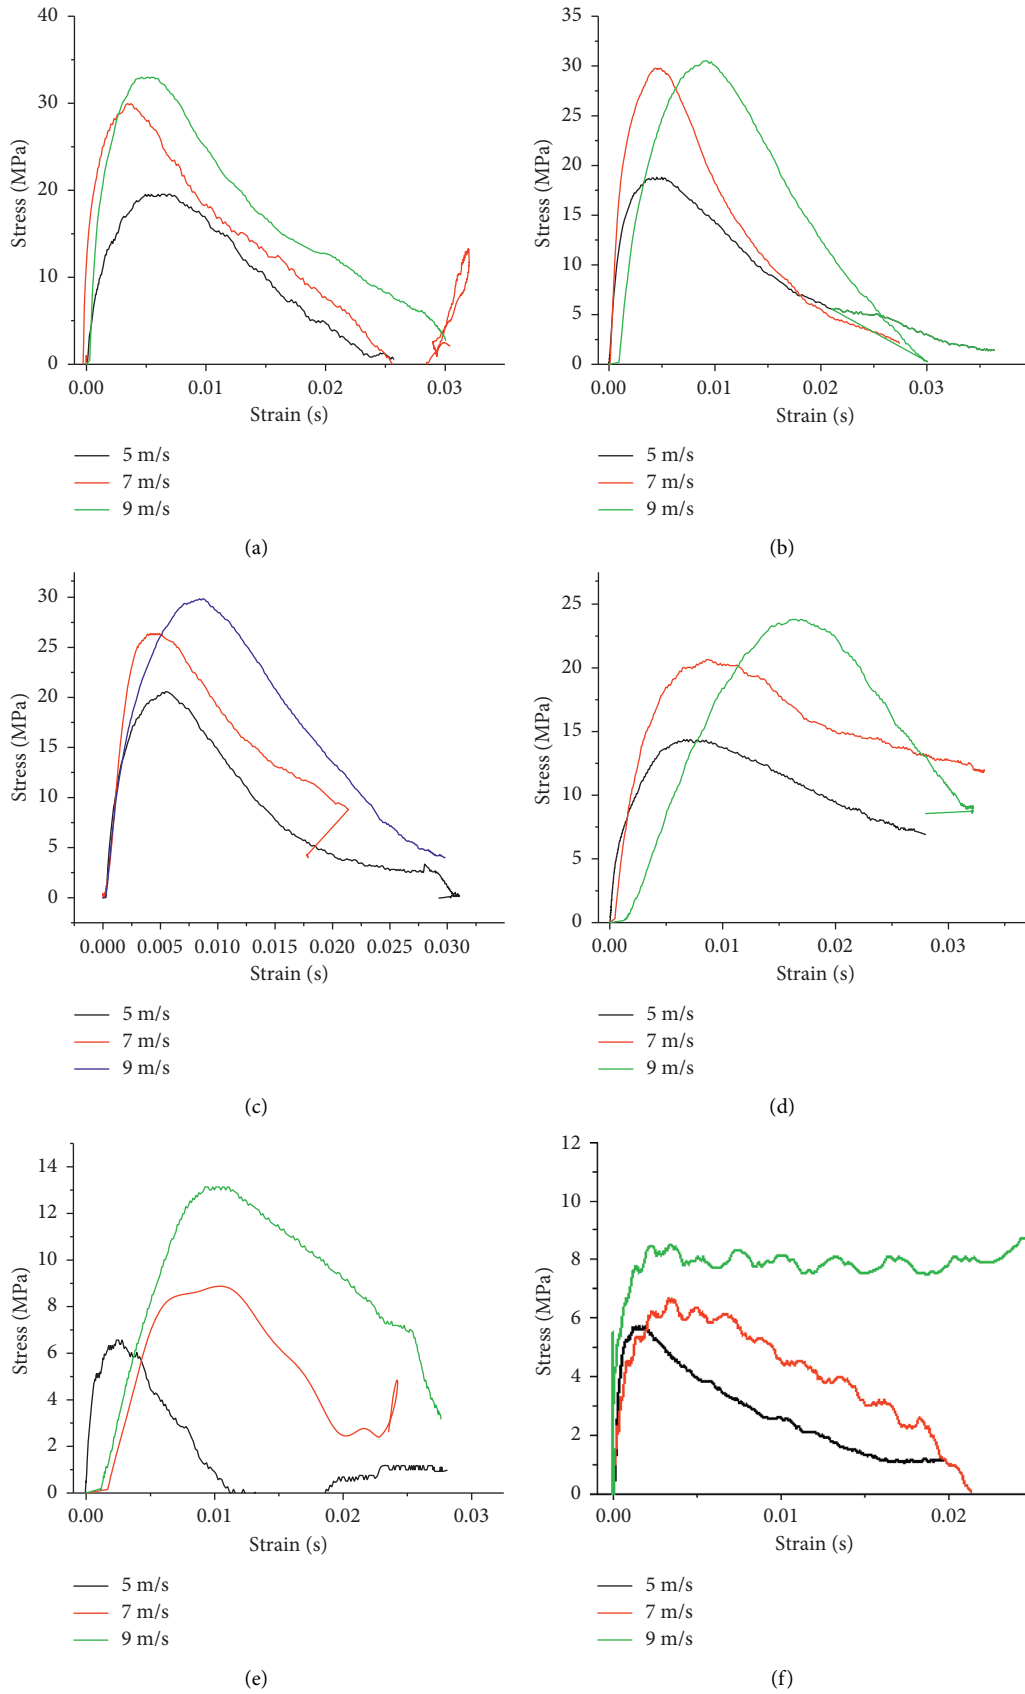 40
30
20
10
0
Stress (MPa)
0.00 0.01 0.02 0.03
Strain (s)
5 m/s
7 m/s
9 m/s
(a)
35
30
25
20
15
10
5
0
Stress (MPa)
0.00 0.01 0.02 0.03
Strain (s)
5 m/s
7 m/s
9 m/s
(b)
30
25
20
15
10
5
0
Stress (MPa)
0.000 0.005 0.010 0.015 0.020 0.025 0.030
Strain (s)
5 m/s
7 m/s
9 m/s
(c)
25
20
15
10
5
0
Stress (MPa)
0.00 0.01 0.02 0.03
Strain (s)
5 m/s
7 m/s
9 m/s
(d)
14
12
10
8
6
4
2
0
Stress (MPa)
0.00 0.01 0.02 0.03
Strain (s)
5 m/s
7 m/s
9 m/s
(e)
12
10
8
6
4
2
0
Stress (MPa)
0.00 0.01 0.02
Strain (s)
5 m/s
7 m/s
9 m/s
(f)